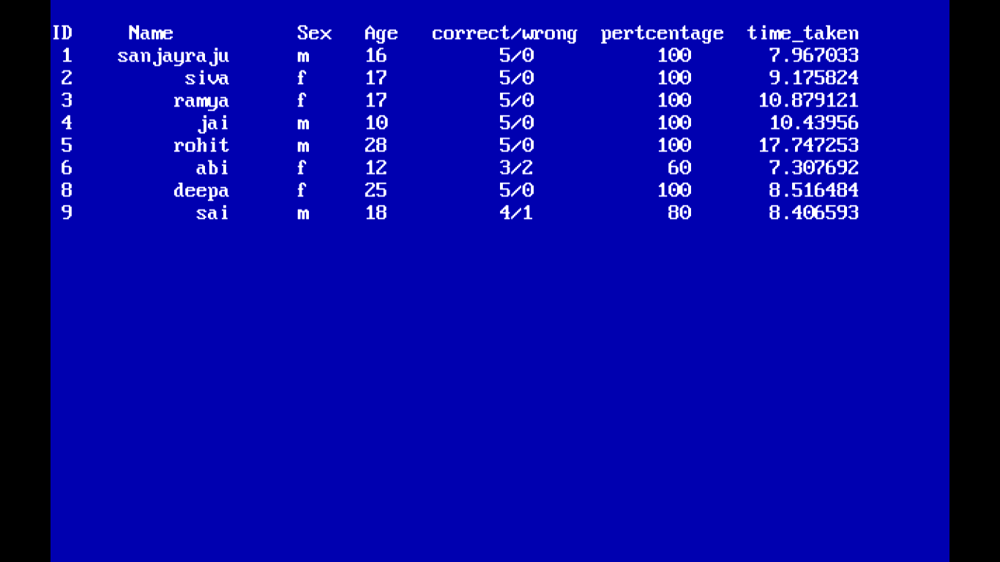 ID Name Sex Age correct/wrong pertcentage time_taken
1 sanjayraju m 16 5/0 100 7.967033
2 siva f 17 5/0 100 9.175824
3 ramya f 17 5/0 100 10.879121
4 jai m 10 5/0 100 10.43956
5 rohit m 28 5/0 100 17.747253
6 abi f 12 3/2 60 7.307692
8 deepa f 25 5/0 100 8.516484
9 sai m 18 4/1 80 8.406593